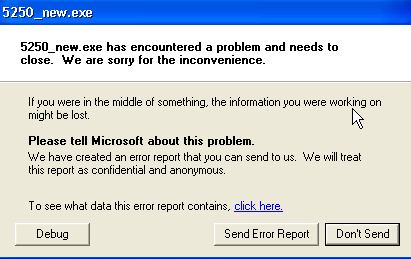 5250_new.exe
5250_new.exe has encountered a problem and needs to
close.  We are sorry for the inconvenience.
If you were in the middle of something, the information you were working on
might be lost.
Please tell Microsoft about this problem.
We have created an error report that you can send to us.  We will treat
this report as confidential and anonymous.
To see what data this error report contains, click here.
Debug
Send Error Report
Don't Send